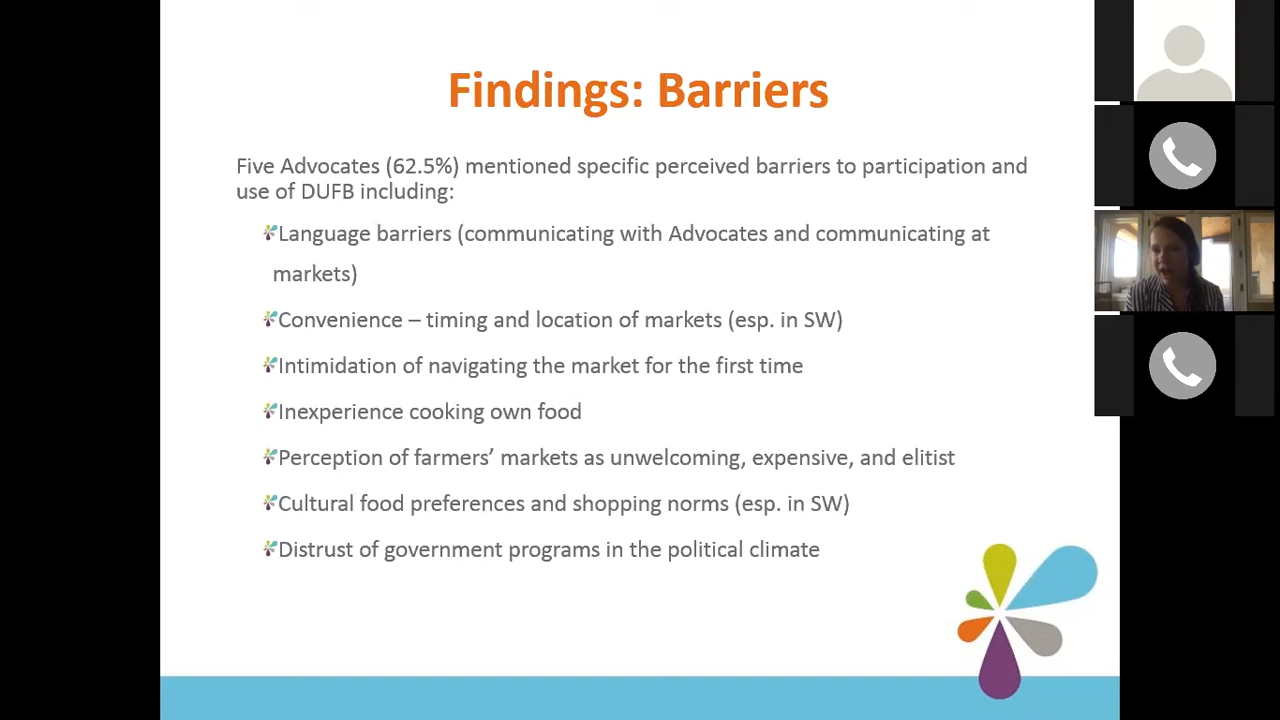 Findings: Barriers
Five Advocates (62.5%) mentioned specific perceived barriers to participation and
use of DUFB including:
Language barriers (communicating with Advocates and communicating at
markets)
Convenience – timing and location of markets (esp. in SW)
Intimidation of navigating the market for the first time
Inexperience cooking own food
Perception of farmers’ markets as unwelcoming, expensive, and elitist
Cultural food preferences and shopping norms (esp. in SW)
Distrust of government programs in the political climate